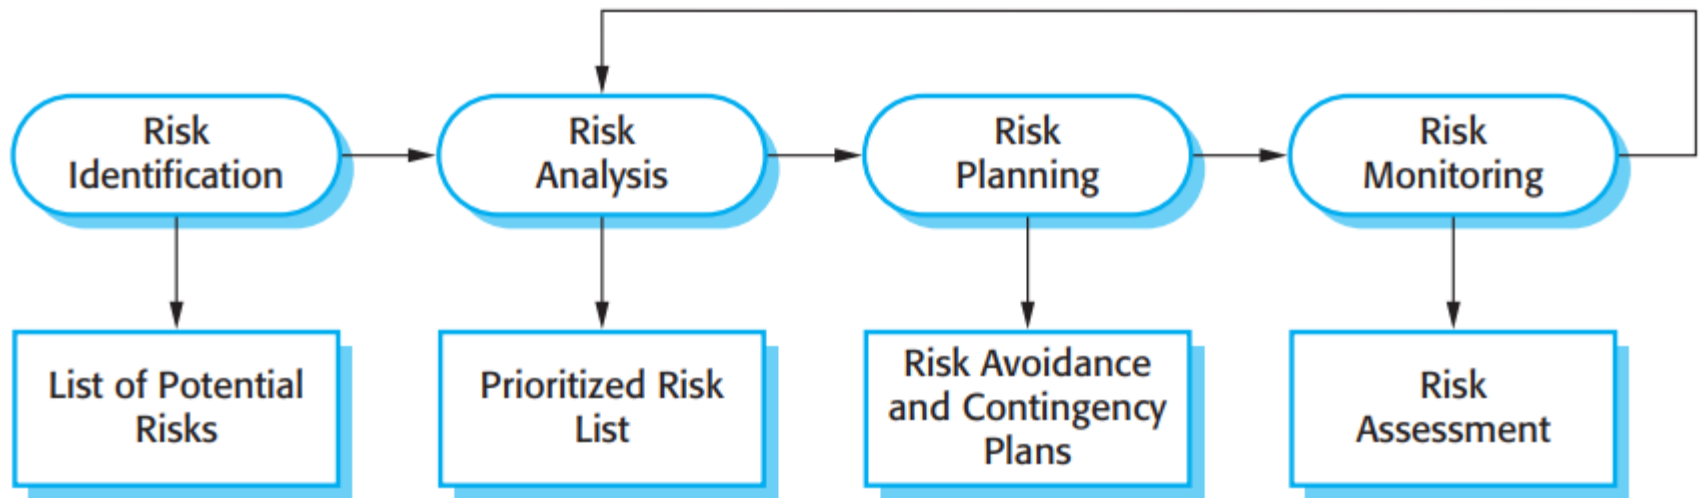 Risk
Identification
Risk
Analysis
Risk
Planning
Risk
Monitoring
List of Potential
Risks
Prioritized Risk
List
Risk Avoidance
and Contingency
Plans
Risk
Assessment